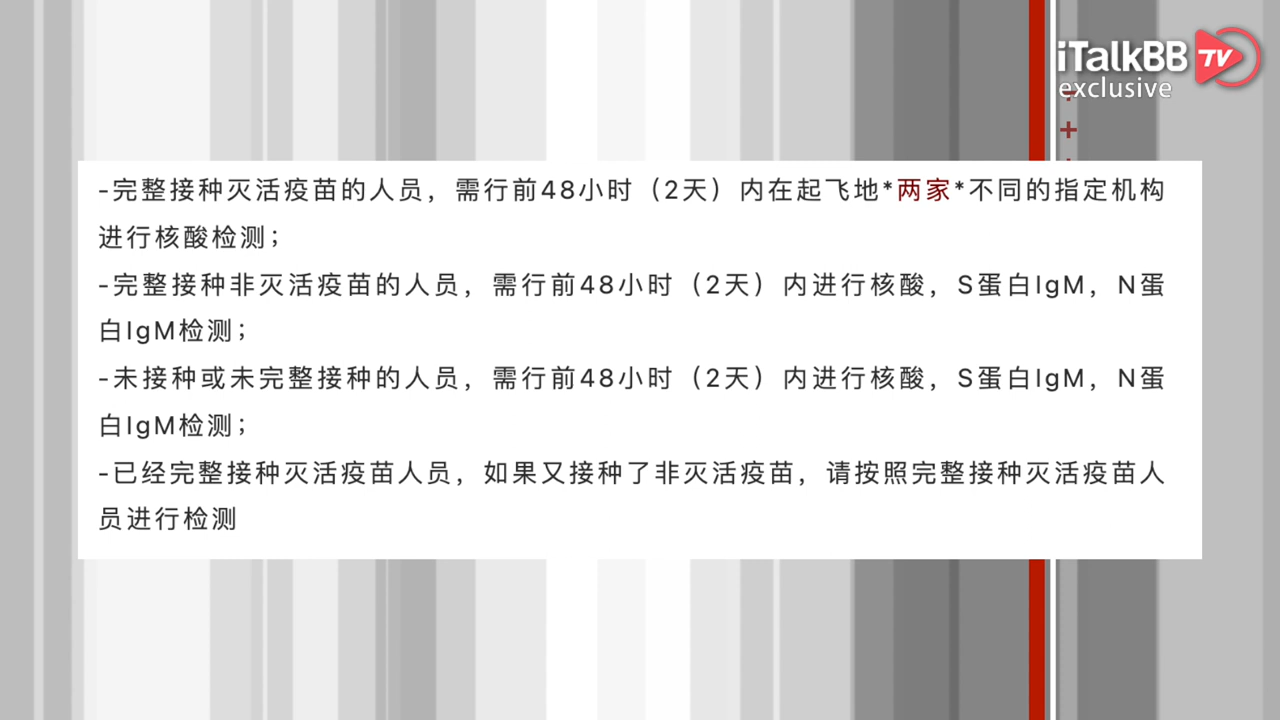 iTalkBB TV
exclusive
-完整接种灭活疫苗的人员，需行前48小时（2天）内在起飞地*两家*不同的指定机构
进行核酸检测；
-完整接种非灭活疫苗的人员，需行前48小时（2天）内进行核酸，S蛋白IgM，N蛋
白IgM检测；
-未接种或未完整接种的人员，需行前48小时（2天）内进行核酸，S蛋白IgM，N蛋
白IgM检测；
-已经完整接种灭活疫苗人员，如果又接种了非灭活疫苗，请按照完整接种灭活疫苗人
员进行检测